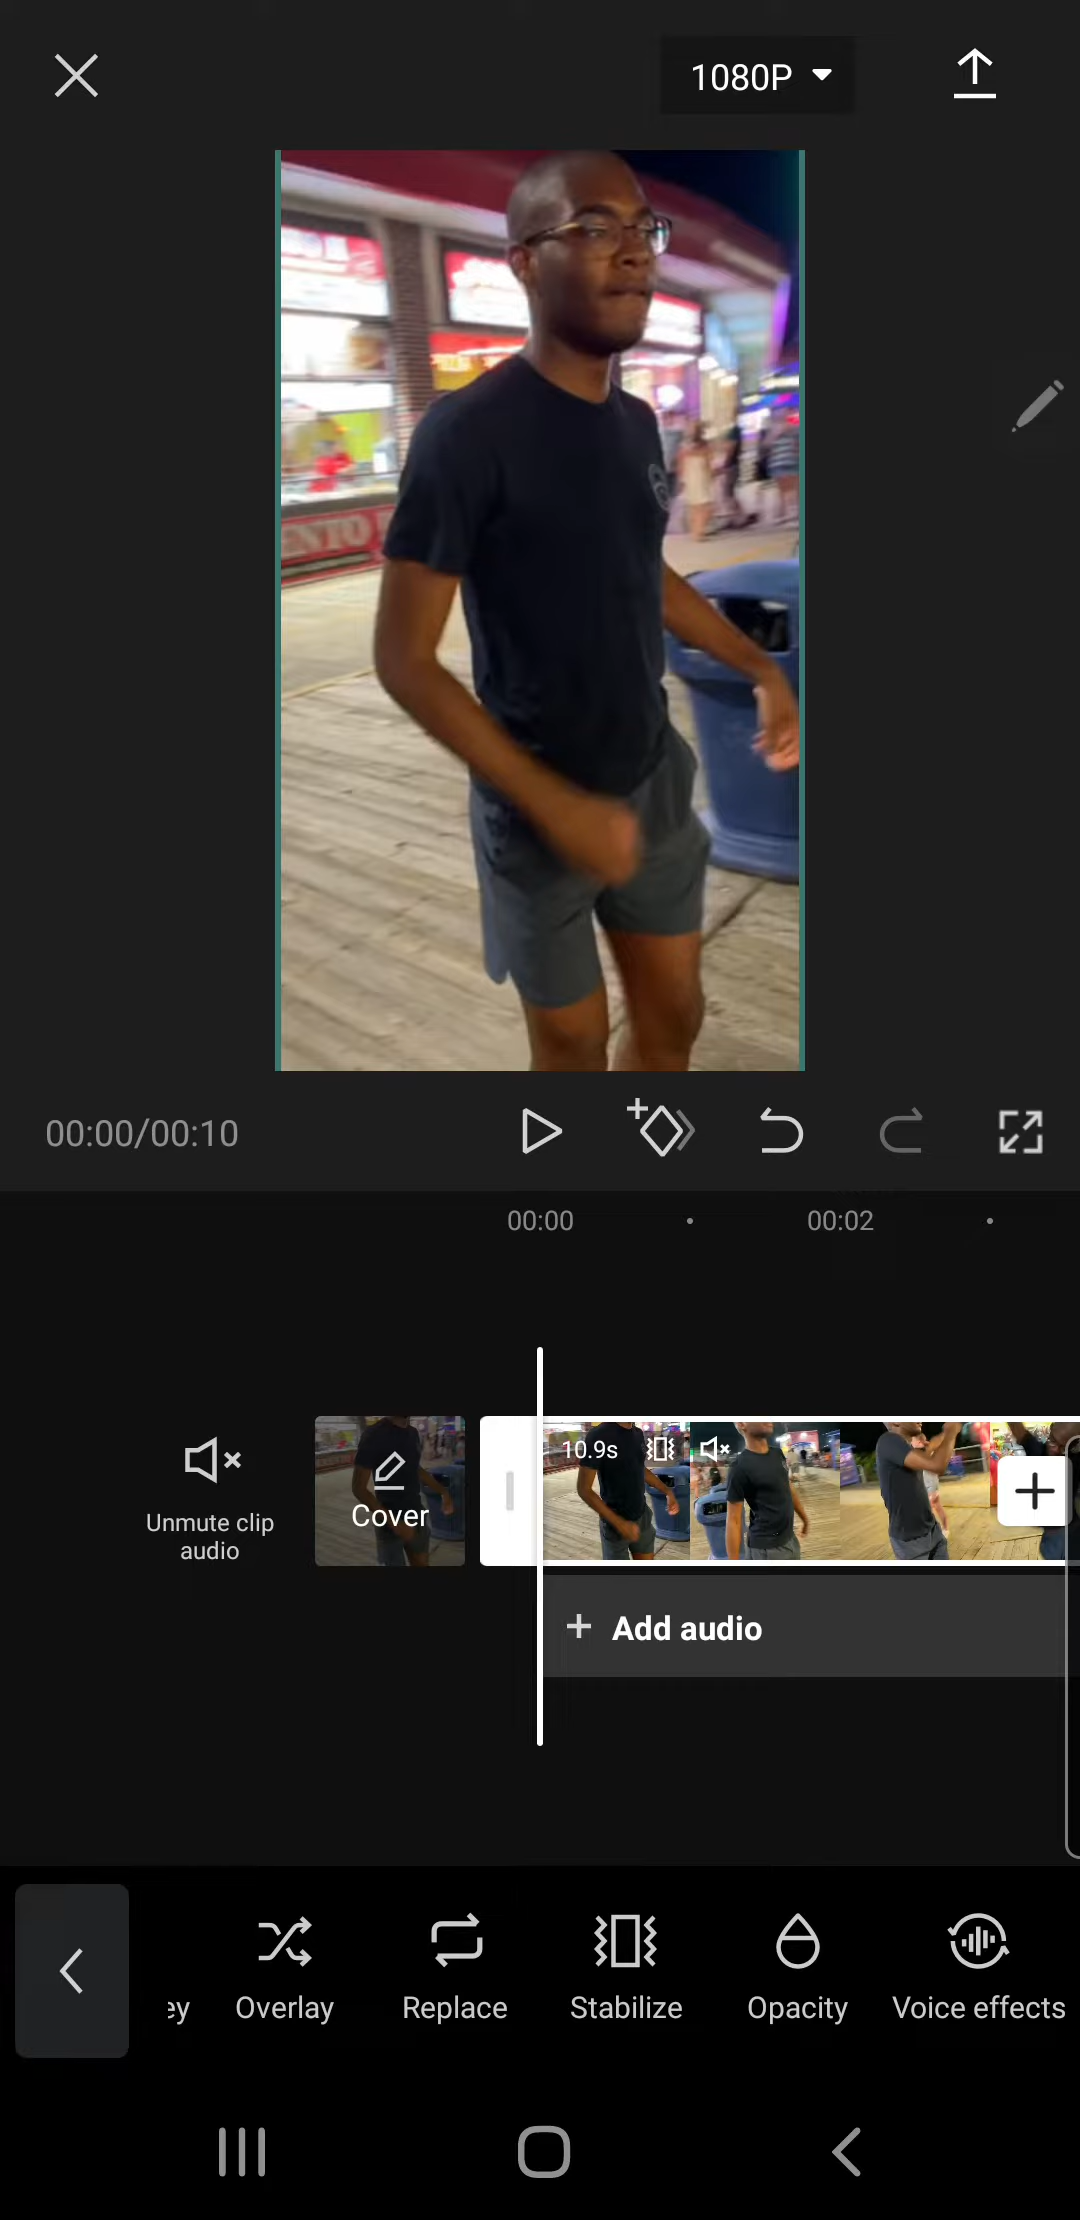 1080P
ENTO
00:00/00:10
00:00
00:02
10.9s
Unmute clip
audio
Cover
Add audio
ey
Overlay
Replace
Stabilize
Opacity
Voice effects